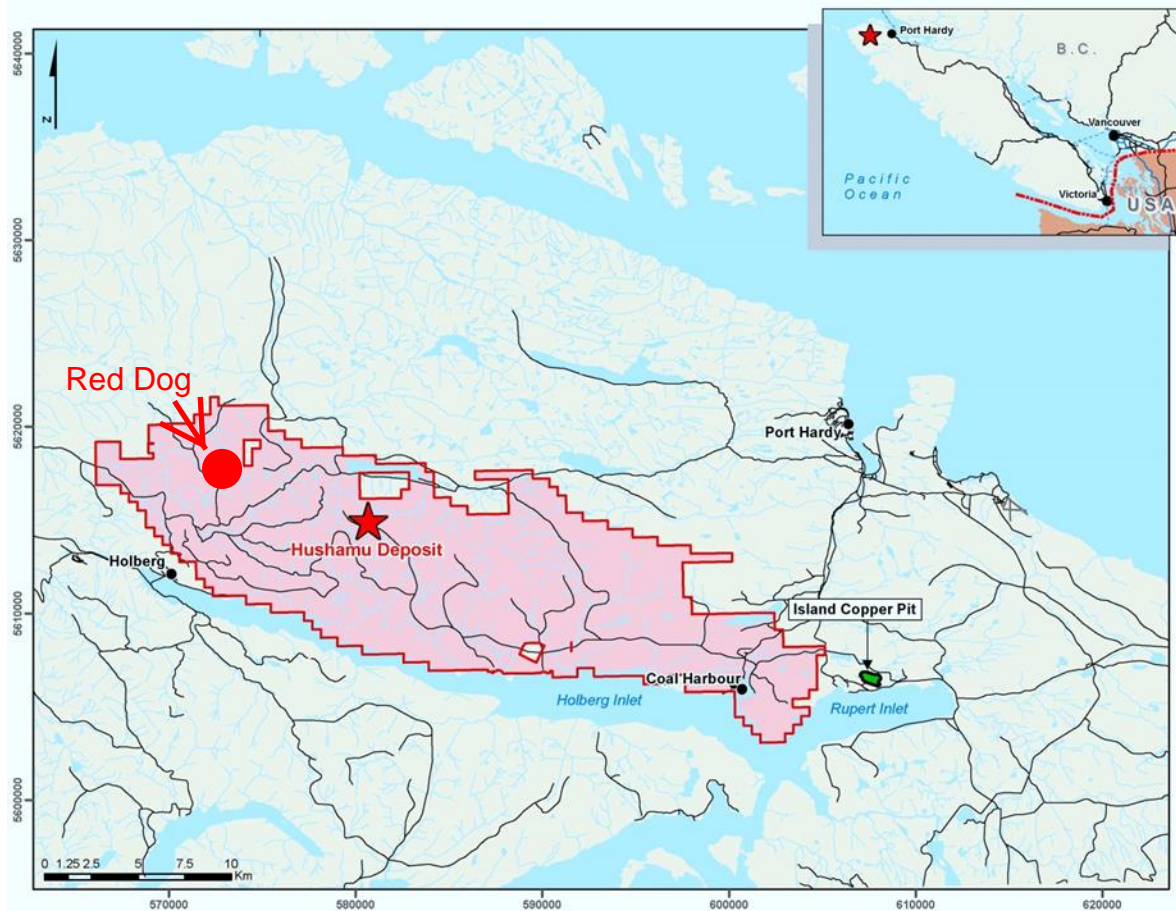 5640000
5630000
5620000
5610000
5600000
N
Port Hardy
B.C.
Vancouver
Pacific
Ocean
Victoria
USA
Red Dog
Port Hardy
Hushamu Deposit
Holberg
Island Copper Pit
Coal Harbour
Holberg Inlet
Rupert Inlet
0 1.25 2.5 5 7.5 10
Km
570000 580000 590000 600000 610000 620000